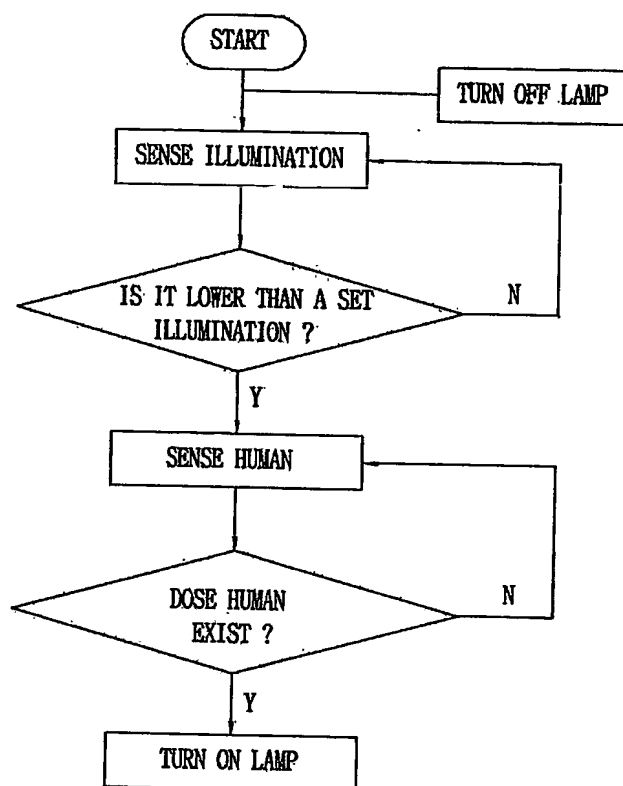 START
TURN OFF LAMP
SENSE ILLUMINATION
IS IT LOWER THAN A SET
ILLUMINATION ?
N
Y
SENSE HUMAN
DOSE HUMAN
EXIST ?
N
Y
TURN ON LAMP